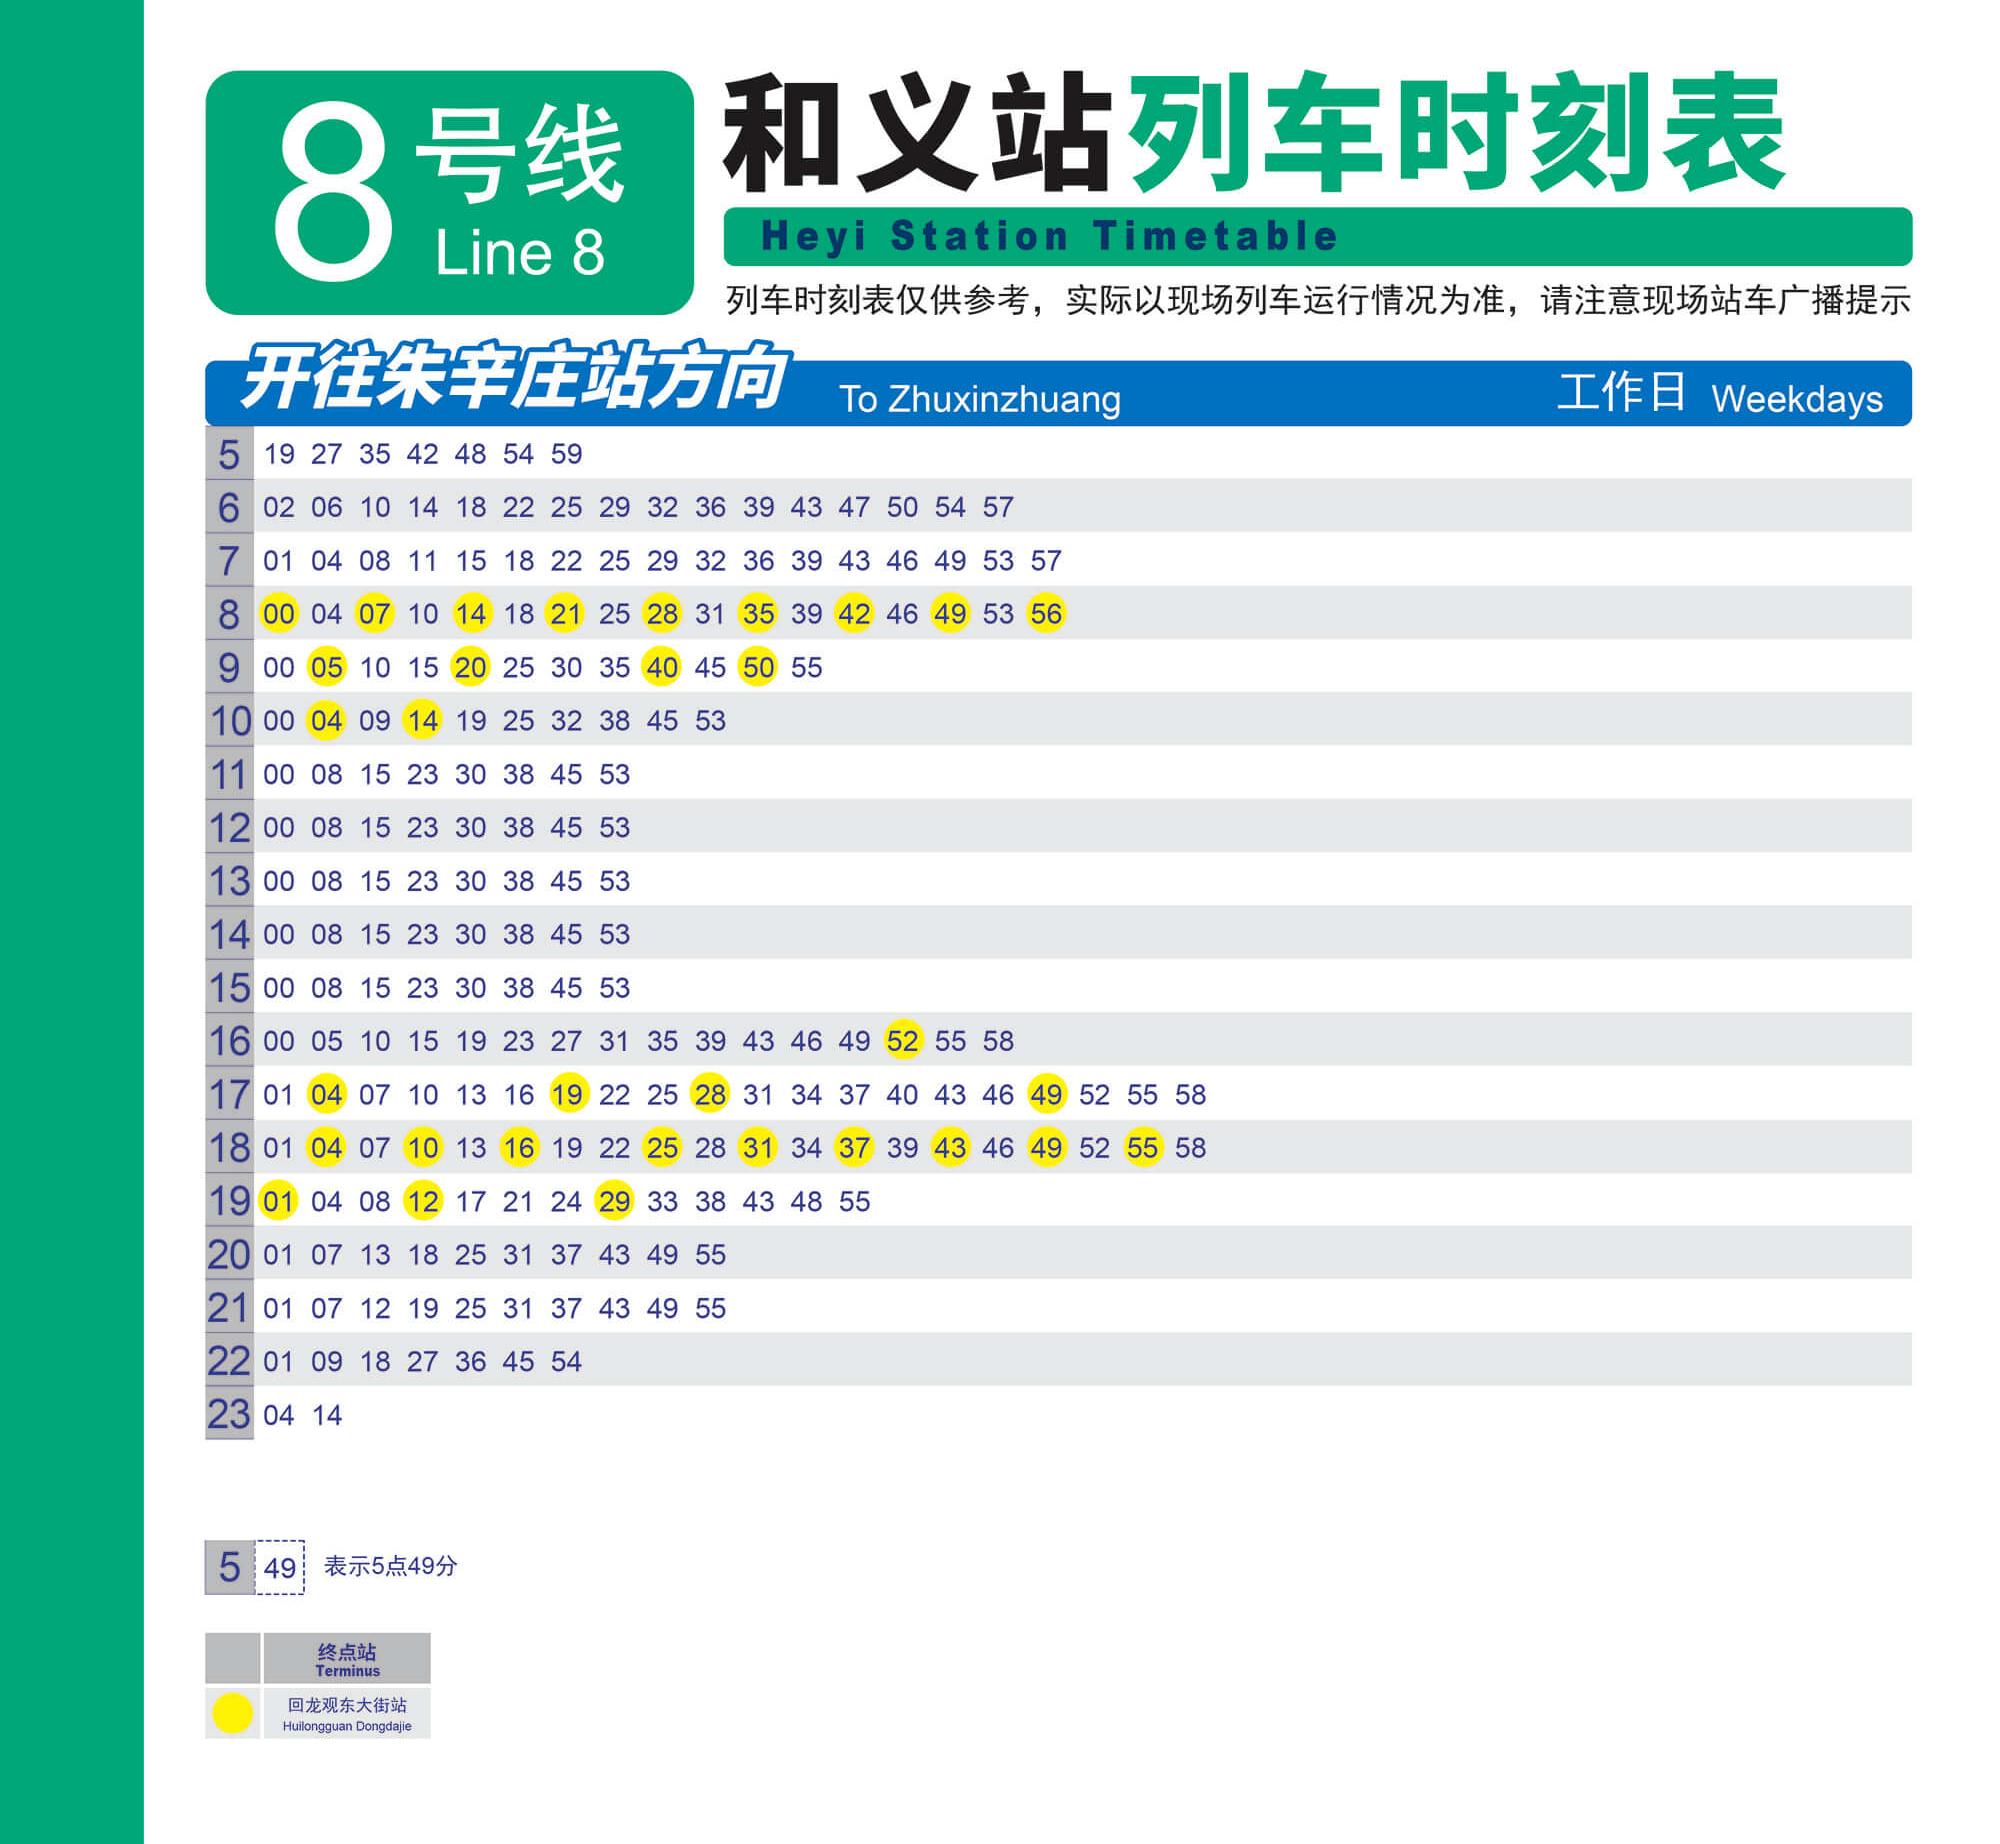 8号线
Line 8
和义站列车时刻表
Heyi Station Timetable
列车时刻表仅供参考，实际以现场列车运行情况为准，请注意现场站车广播提示
开往朱辛庄站方向 To Zhuxinzhuang 工作日 Weekdays
5 19 27 35 42 48 54 59
6 02 06 10 14 18 22 25 29 32 36 39 43 47 50 54 57
7 01 04 08 11 15 18 22 25 29 32 36 39 43 46 49 53 57
8 00 04 07 10 14 18 21 25 28 31 35 39 42 46 49 53 56
9 00 05 10 15 20 25 30 35 40 45 50 55
10 00 04 09 14 19 25 32 38 45 53
11 00 08 15 23 30 38 45 53
12 00 08 15 23 30 38 45 53
13 00 08 15 23 30 38 45 53
14 00 08 15 23 30 38 45 53
15 00 08 15 23 30 38 45 53
16 00 05 10 15 19 23 27 31 35 39 43 46 49 52 55 58
17 01 04 07 10 13 16 19 22 25 28 31 34 37 40 43 46 49 52 55 58
18 01 04 07 10 13 16 19 22 25 28 31 34 37 39 43 46 49 52 55 58
19 01 04 08 12 17 21 24 29 33 38 43 48 55
20 01 07 13 18 25 31 37 43 49 55
21 01 07 12 19 25 31 37 43 49 55
22 01 09 18 27 36 45 54
23 04 14
5 49 表示5点49分
终点站
Terminus
回龙观东大街站
Huilongguan Dongdajie